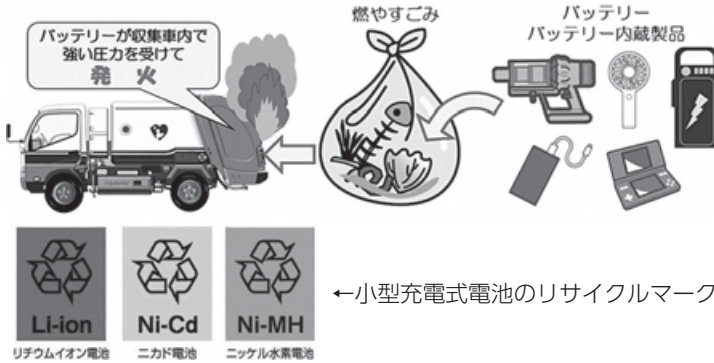 バッテリーが収集車内で
強い圧力を受けて
発火
燃やすごみ
バッテリー
バッテリー内蔵製品
Li-ion
Ni-Cd
Ni-MH
リチウムイオン電池
ニカド電池
ニッケル水素電池
←小型充電式電池のリサイクルマーク